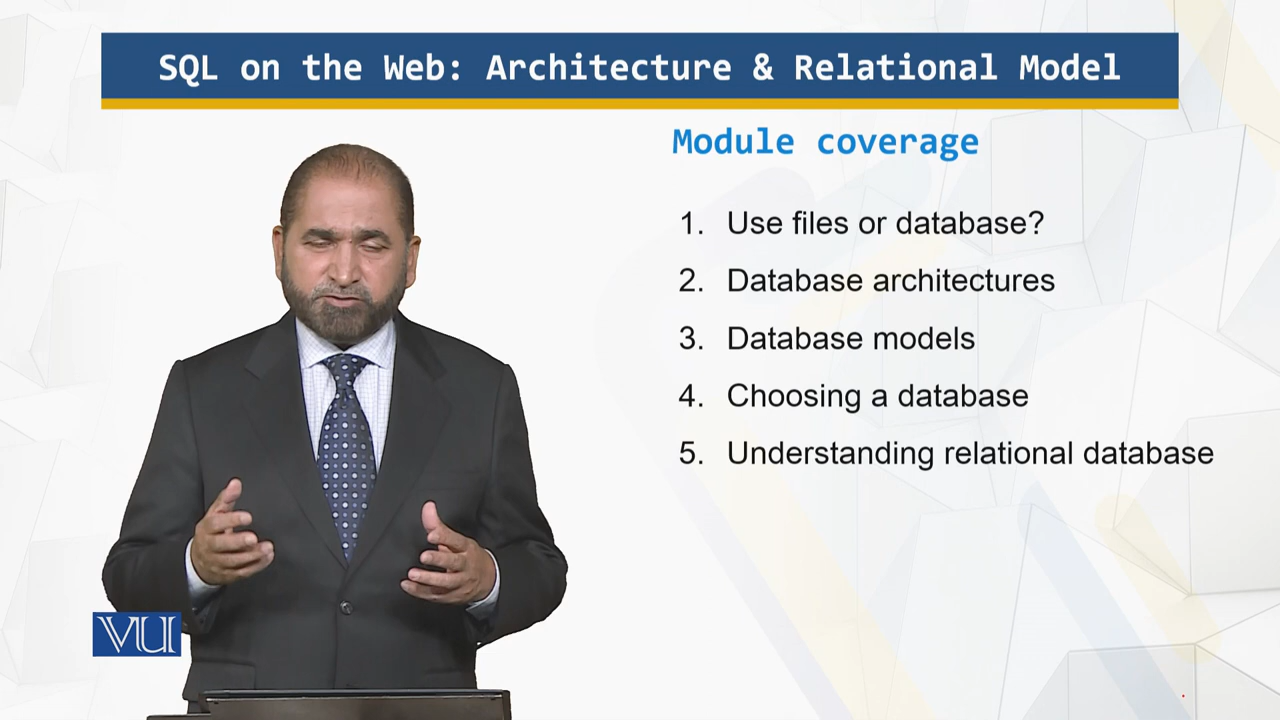 SQL on the Web: Architecture & Relational Model
Module coverage
1. Use files or database?
2. Database architectures
3. Database models
4. Choosing a database
5. Understanding relational database
VU